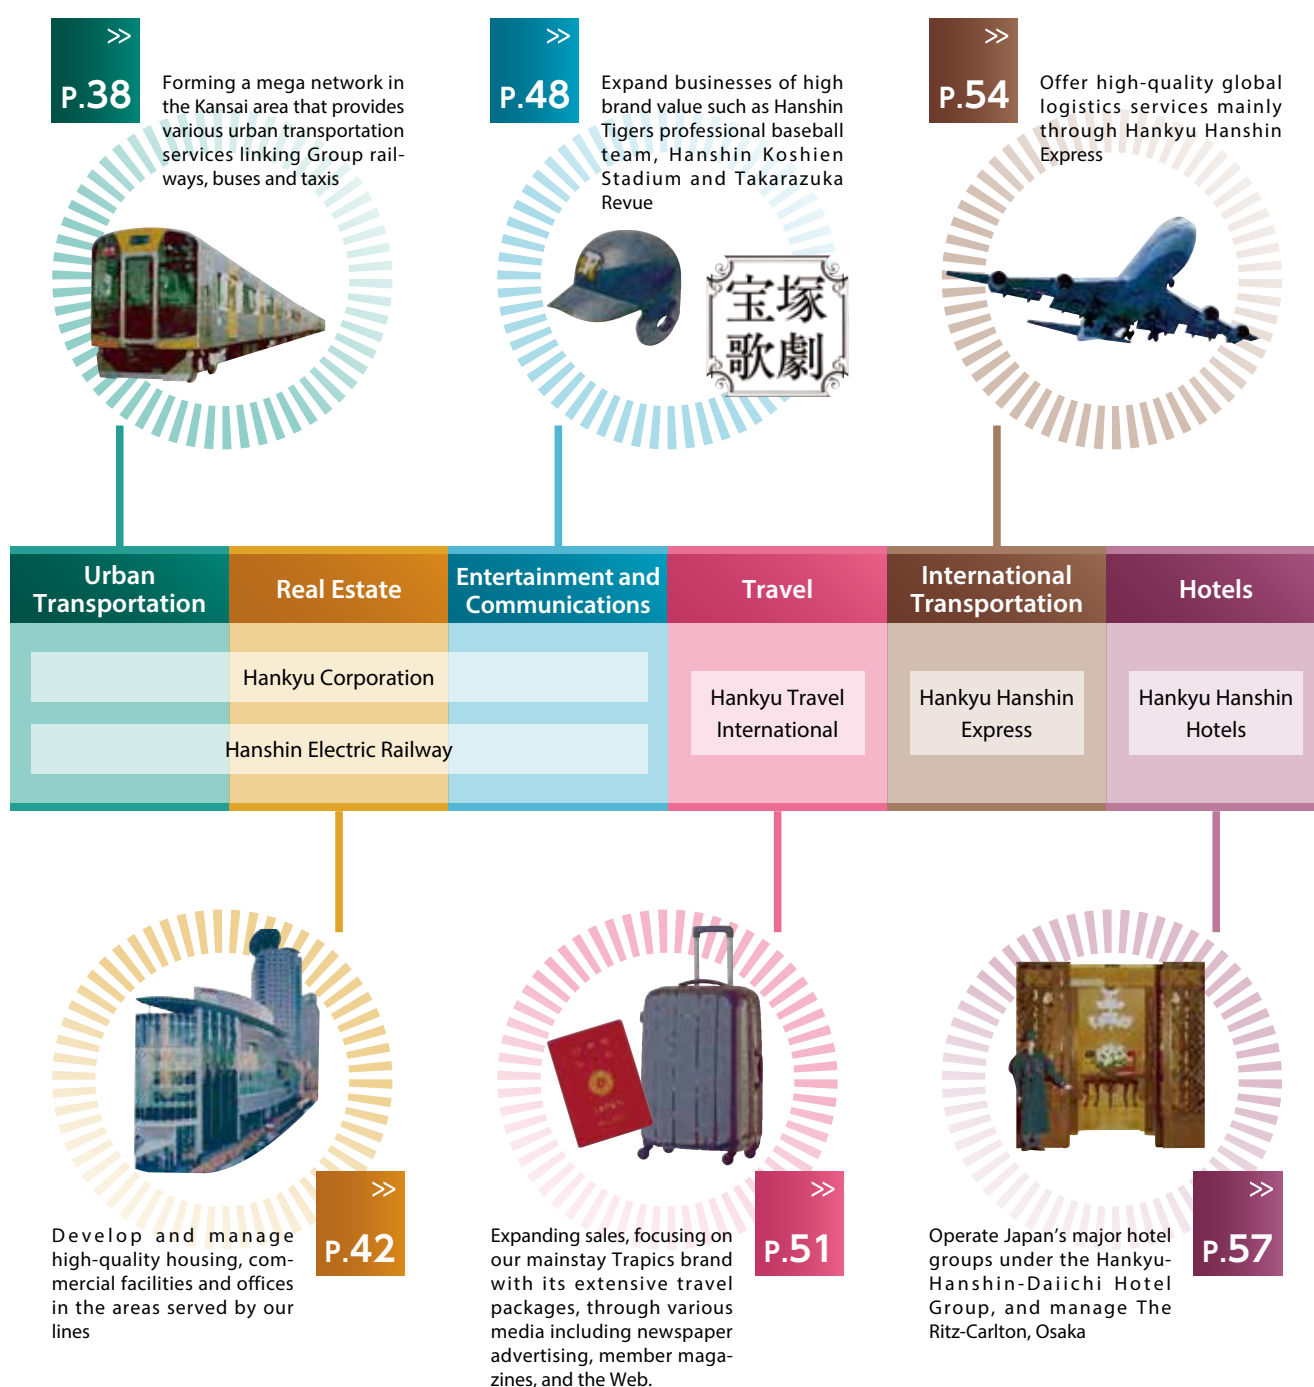 >>
P.38
Forming a mega network in
the Kansai area that provides
various urban transportation
services linking Group rail-
ways, buses and taxis
>>
P.48
Expand businesses of high
brand value such as Hanshin
Tigers professional baseball
team, Hanshin Koshien
Stadium and Takarazuka
Revue
宝塚
歌劇
>>
P.54
Offer high-quality global
logistics services mainly
through Hankyu Hanshin
Express
Urban
Transportation
Real Estate
Entertainment and
Communications
Travel
International
Transportation
Hotels
Hankyu Corporation
Hanshin Electric Railway
Hankyu Travel
International
Hankyu Hanshin
Express
Hankyu Hanshin
Hotels
>>
P.42
Develop and manage
high-quality housing, com-
mercial facilities and offices
in the areas served by our
lines
>>
P.51
Expanding sales, focusing on
our mainstay Trapics brand
with its extensive travel
packages, through various
media including newspaper
advertising, member maga-
zines, and the Web.
>>
P.57
Operate Japan's major hotel
groups under the Hankyu-
Hanshin-Daiichi Hotel
Group, and manage The
Ritz-Carlton, Osaka